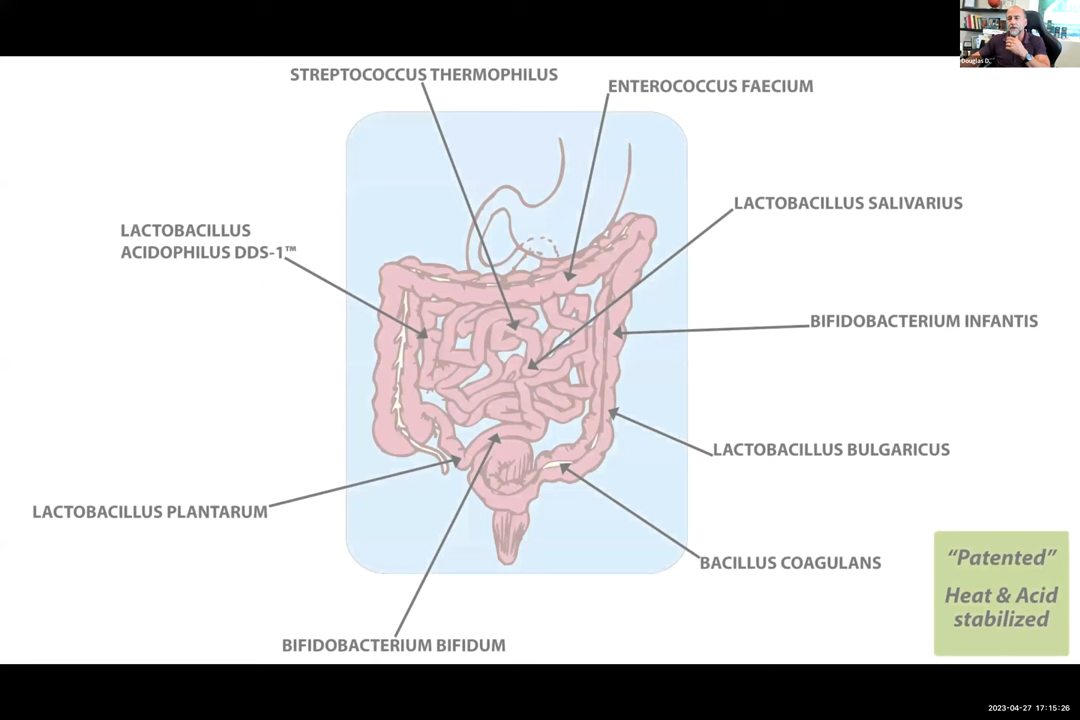 Douglas D.
STREPTOCOCCUS THERMOPHILUS
ENTEROCOCCUS FAECIUM
LACTOBACILLUS SALIVARIUS
LACTOBACILLUS
ACIDOPHILUS DDS-1™
BIFIDOBACTERIUM INFANTIS
LACTOBACILLUS BULGARICUS
LACTOBACILLUS PLANTARUM
BACILLUS COAGULANS
“Patented”
Heat & Acid
stabilized
BIFIDOBACTERIUM BIFIDUM
2023-04-27 17:15:26